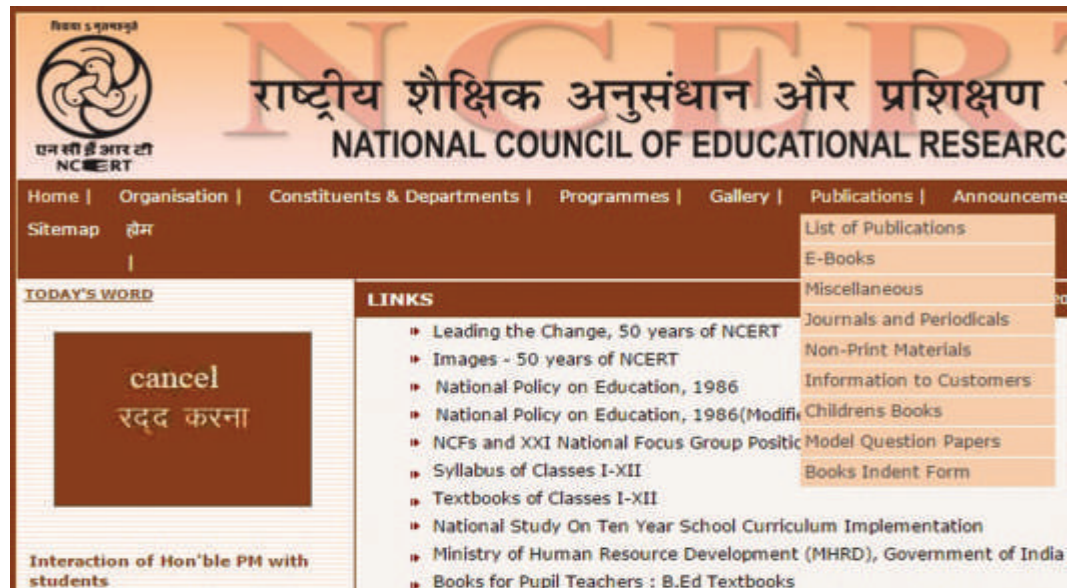 विद्यया ऽ मृतमश्नुते
एन सी ई आर टी
NCERT
NCERT
राष्ट्रीय शैक्षिक अनुसंधान और प्रशिक्षण
NATIONAL COUNCIL OF EDUCATIONAL RESEARC
Home | Organisation | Constituents & Departments | Programmes | Gallery | Publications | Announceme
Sitemap होम
|
List of Publications
E-Books
Miscellaneous
Journals and Periodicals
Non-Print Materials
Information to Customers
Childrens Books
Model Question Papers
Books Indent Form
TODAY'S WORD
cancel
रद्द करना
Interaction of Hon'ble PM with
students
LINKS
Leading the Change, 50 years of NCERT
Images - 50 years of NCERT
National Policy on Education, 1986
National Policy on Education, 1986(Modifi
NCFs and XXI National Focus Group Positio
Syllabus of Classes I-XII
Textbooks of Classes I-XII
National Study On Ten Year School Curriculum Implementation
Ministry of Human Resource Development (MHRD), Government of India
Books for Pupil Teachers : B.Ed Textbooks